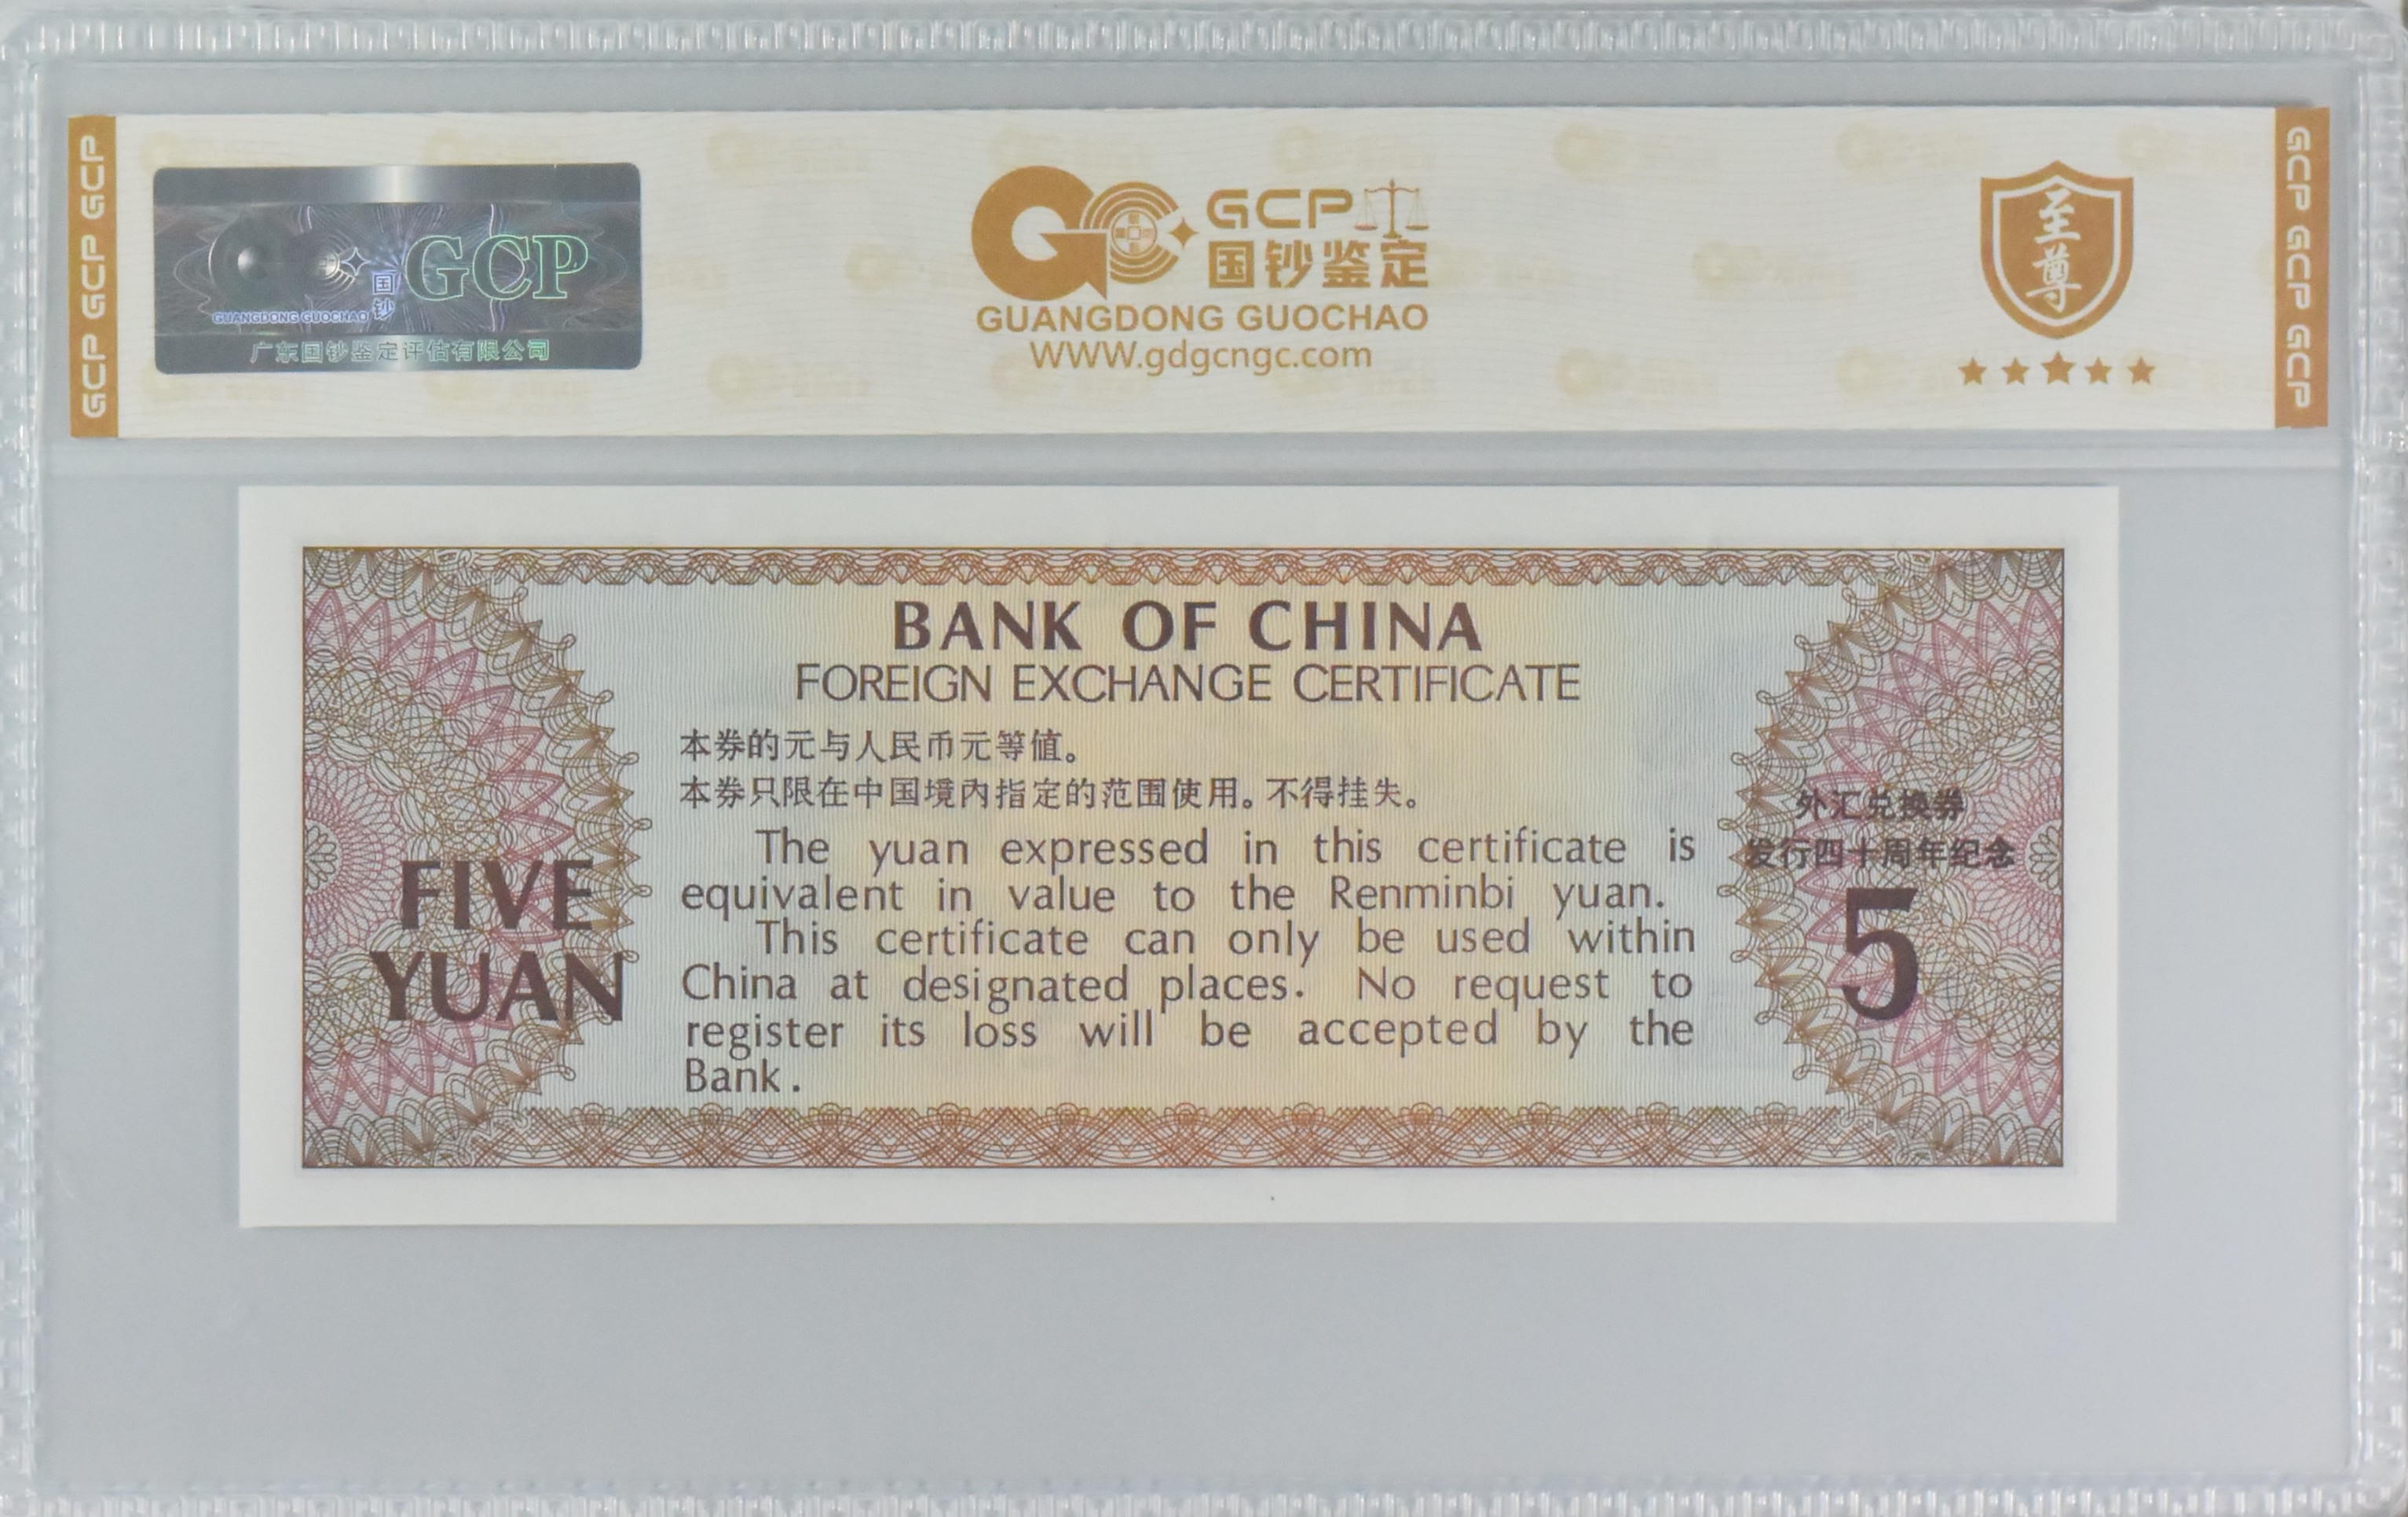 GCP GCP GCP
国钞 GCP
GUANGDONG GUOCHAO
广东国钞鉴定评估有限公司
GCP
国钞鉴定
GUANGDONG GUOCHAO
WWW.gdgcngc.com
至尊
GCP GCP GCP
BANK OF CHINA
FOREIGN EXCHANGE CERTIFICATE
本券的元与人民币元等值。
本券只限在中国境内指定的范围使用。不得挂失。
The yuan expressed in this certificate is
equivalent in value to the Renminbi yuan.
This certificate can only be used within
China at designated places. No request to
register its loss will be accepted by the
Bank.
FIVE
YUAN
外汇兑换券
发行四十周年纪念
5